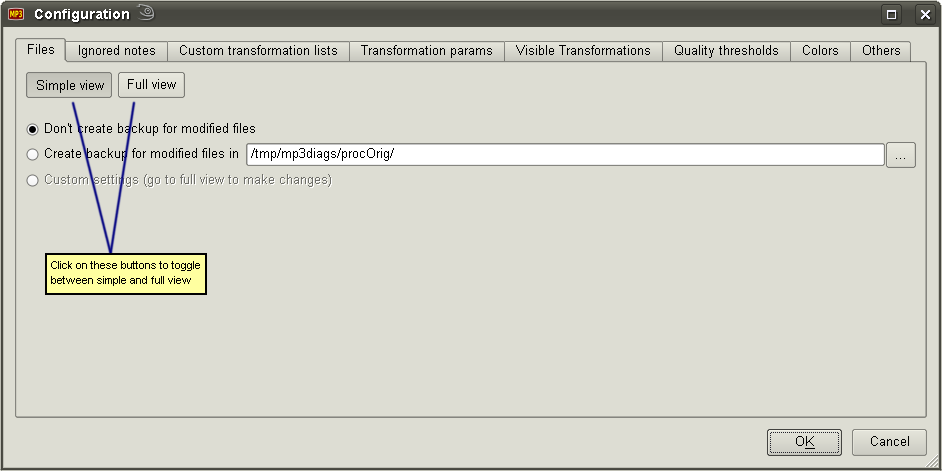 MP3 Configuration
Files Ignored notes Custom transformation lists Transformation params Visible Transformations Quality thresholds Colors Others
Simple view Full view
Don't create backup for modified files
Create backup for modified files in /tmp/mp3diags/procOrig/ ...
Custom settings (go to full view to make changes)
Click on these buttons to toggle
between simple and full view
OK Cancel